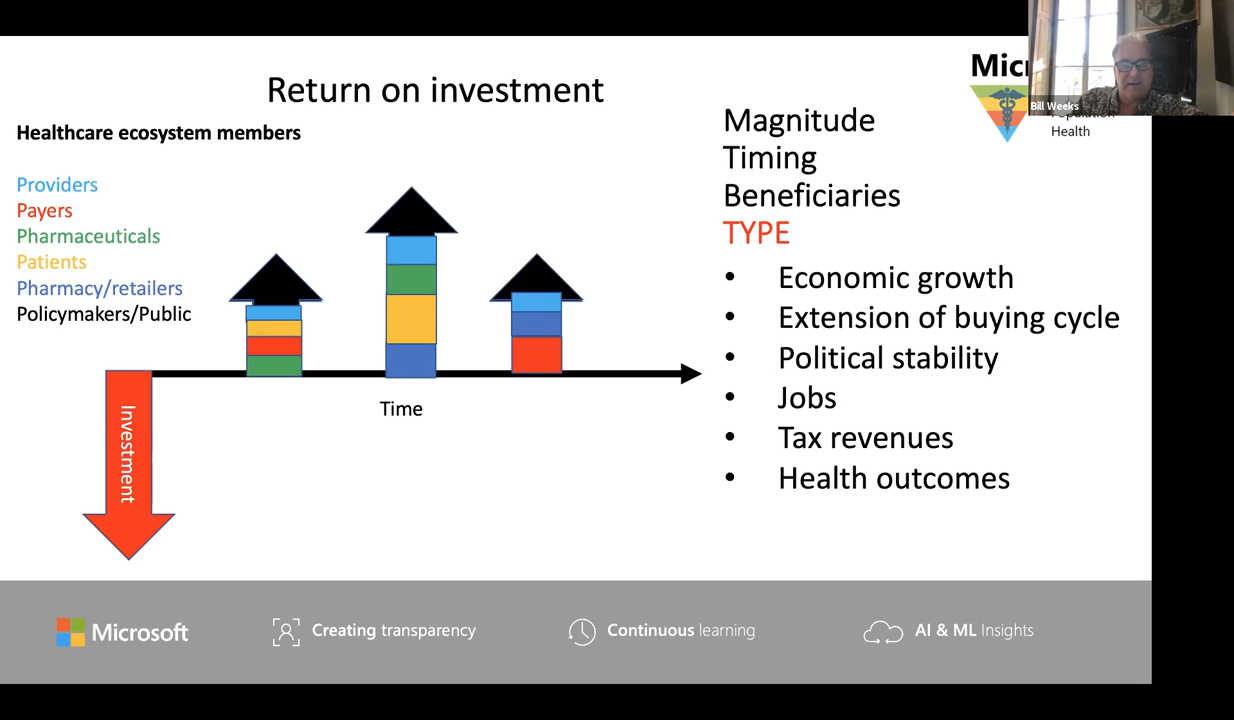 Return on investment
Healthcare ecosystem members
Providers
Payers
Pharmaceuticals
Patients
Pharmacy/retailers
Policymakers/Public
Investment
Time
Magnitude
Timing
Beneficiaries
TYPE
• Economic growth
• Extension of buying cycle
• Political stability
• Jobs
• Tax revenues
• Health outcomes
Bill Weeks
Health
Microsoft
Creating transparency
Continuous learning
AI & ML Insights